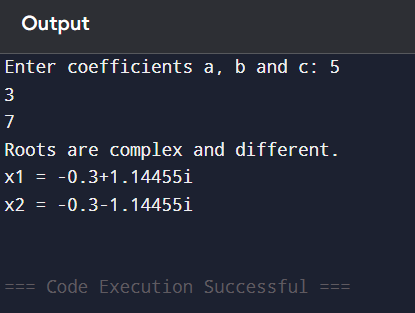 Output
Enter coefficients a, b and c: 5
3
7
Roots are complex and different.
x1 = -0.3+1.14455i
x2 = -0.3-1.14455i
=== Code Execution Successful ===